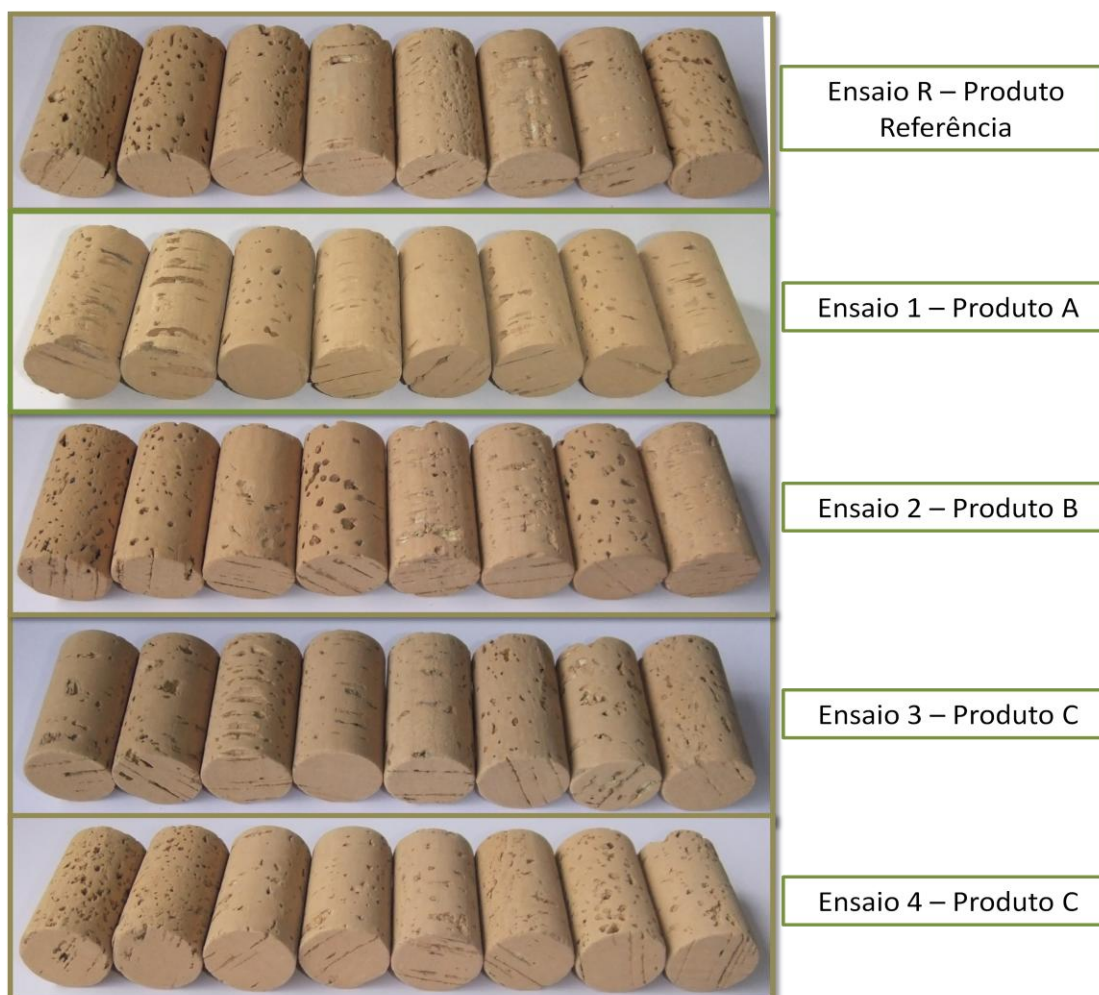 Ensaio R – Produto
Referência
Ensaio 1 – Produto A
Ensaio 2 – Produto B
Ensaio 3 – Produto C
Ensaio 4 – Produto C